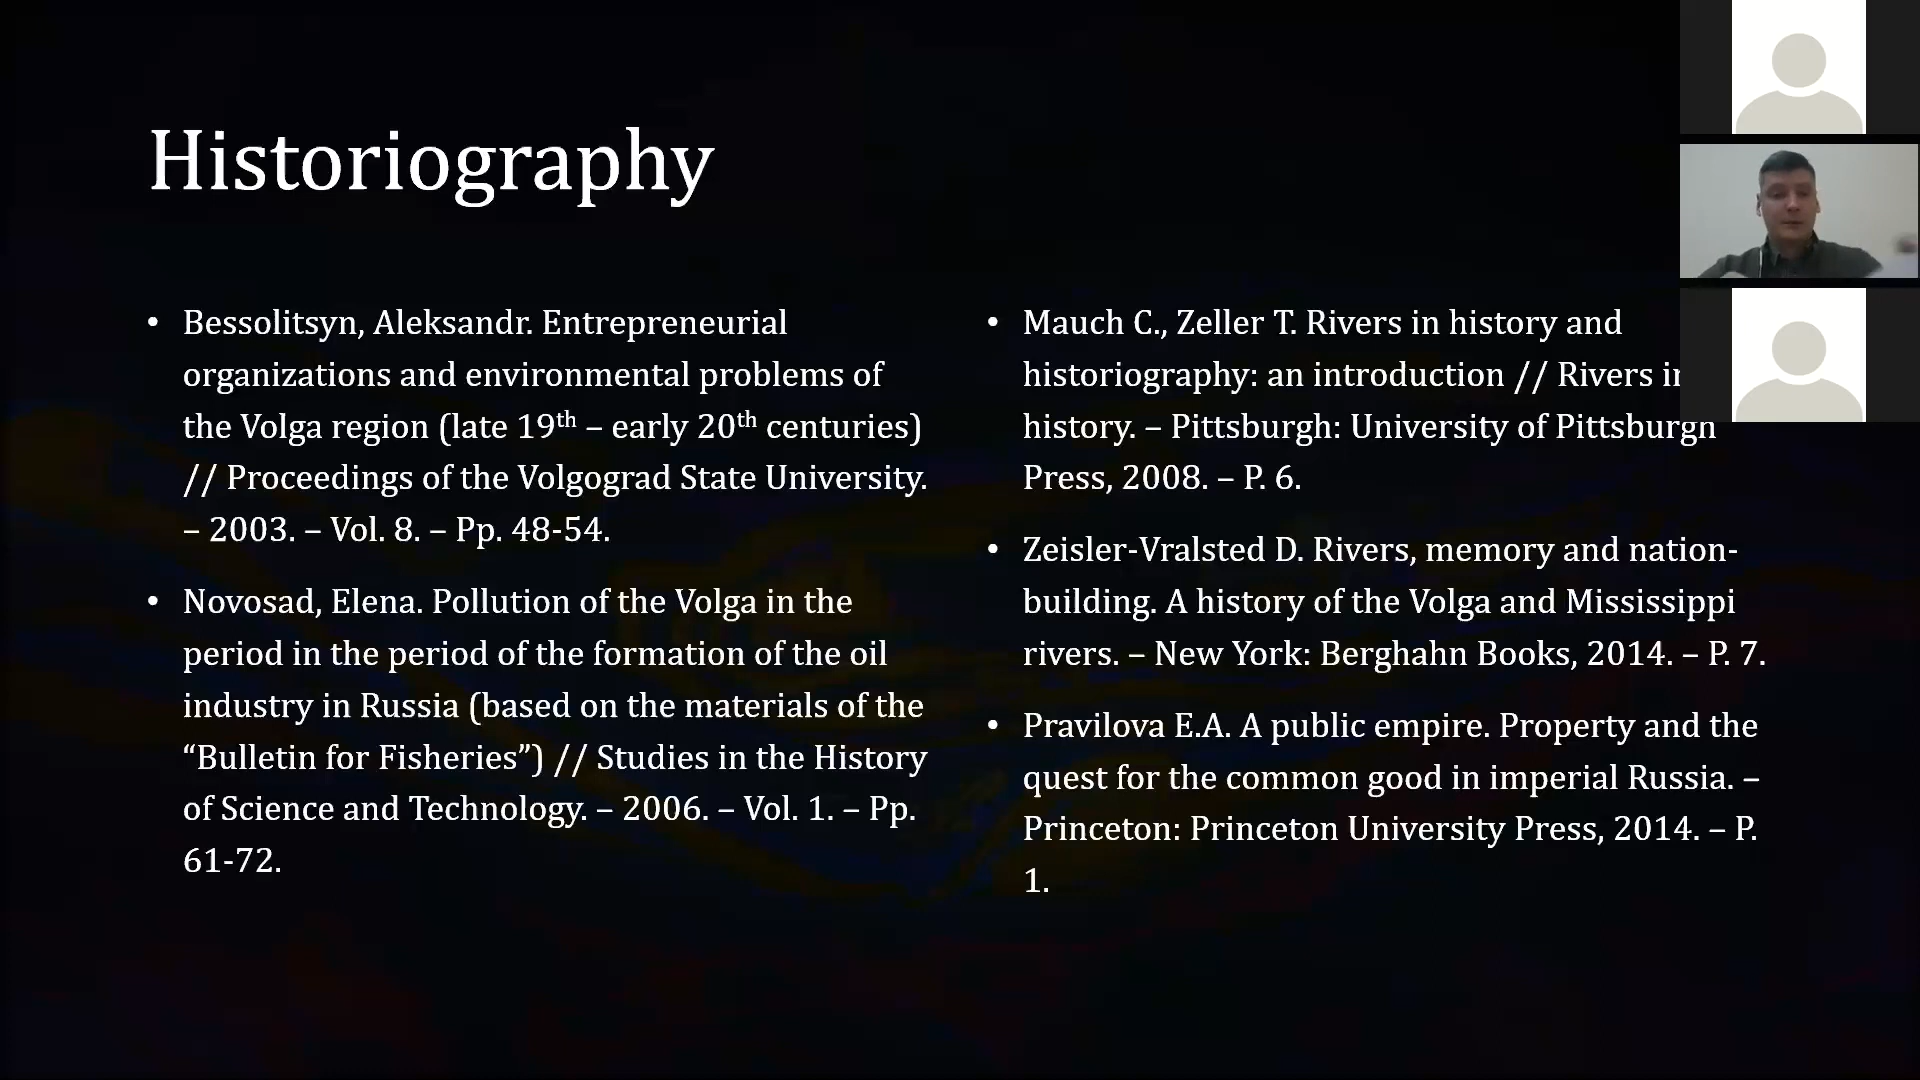 Historiography
• Bessolitsyn, Aleksandr. Entrepreneurial
organizations and environmental problems of
the Volga region (late 19th – early 20th centuries)
// Proceedings of the Volgograd State University.
– 2003. – Vol. 8. – Pp. 48-54.
• Novosad, Elena. Pollution of the Volga in the
period in the period of the formation of the oil
industry in Russia (based on the materials of the
“Bulletin for Fisheries”) // Studies in the History
of Science and Technology. – 2006. – Vol. 1. – Pp.
61-72.
• Mauch C., Zeller T. Rivers in history and
historiography: an introduction // Rivers in
history. – Pittsburgh: University of Pittsburgh
Press, 2008. – P. 6.
• Zeisler-Vralsted D. Rivers, memory and nation-
building. A history of the Volga and Mississippi
rivers. – New York: Berghahn Books, 2014. – P. 7.
• Pravilova E.A. A public empire. Property and the
quest for the common good in imperial Russia. –
Princeton: Princeton University Press, 2014. – P.
1.